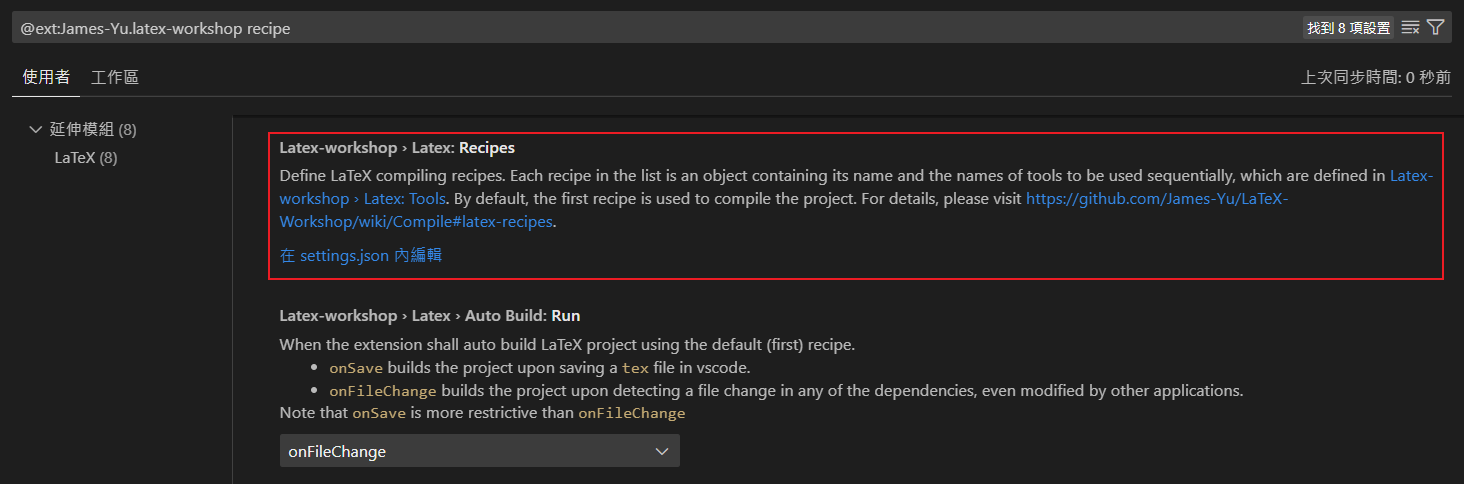 @ext:James-Yu.latex-workshop recipe
找到 8 項設置
使用者 工作區
上次同步時間: 0 秒前
延伸模組 (8)
LaTeX (8)
Latex-workshop › Latex: Recipes
Define LaTeX compiling recipes. Each recipe in the list is an object containing its name and the names of tools to be used sequentially, which are defined in Latex-
workshop › Latex: Tools. By default, the first recipe is used to compile the project. For details, please visit https://github.com/James-Yu/LaTeX-
Workshop/wiki/Compile#latex-recipes.
在 settings.json 內編輯
Latex-workshop › Latex › Auto Build: Run
When the extension shall auto build LaTeX project using the default (first) recipe.
• onSave builds the project upon saving a tex file in vscode.
• onFileChange builds the project upon detecting a file change in any of the dependencies, even modified by other applications.
Note that onSave is more restrictive than onFileChange
onFileChange